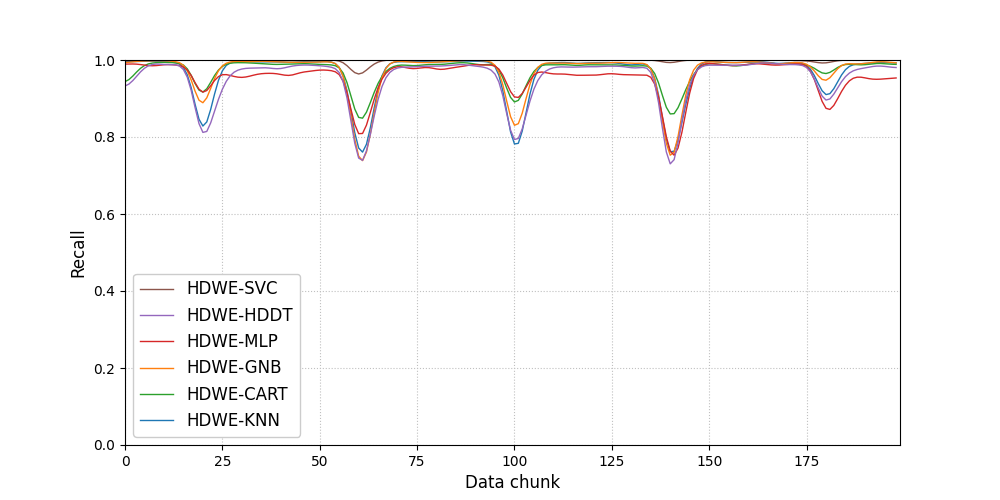 1.0
0.8
0.6
0.4
0.2
0.0
Recall
HDWE-SVC
HDWE-HDDT
HDWE-MLP
HDWE-GNB
HDWE-CART
HDWE-KNN
0 25 50 75 100 125 150 175
Data chunk